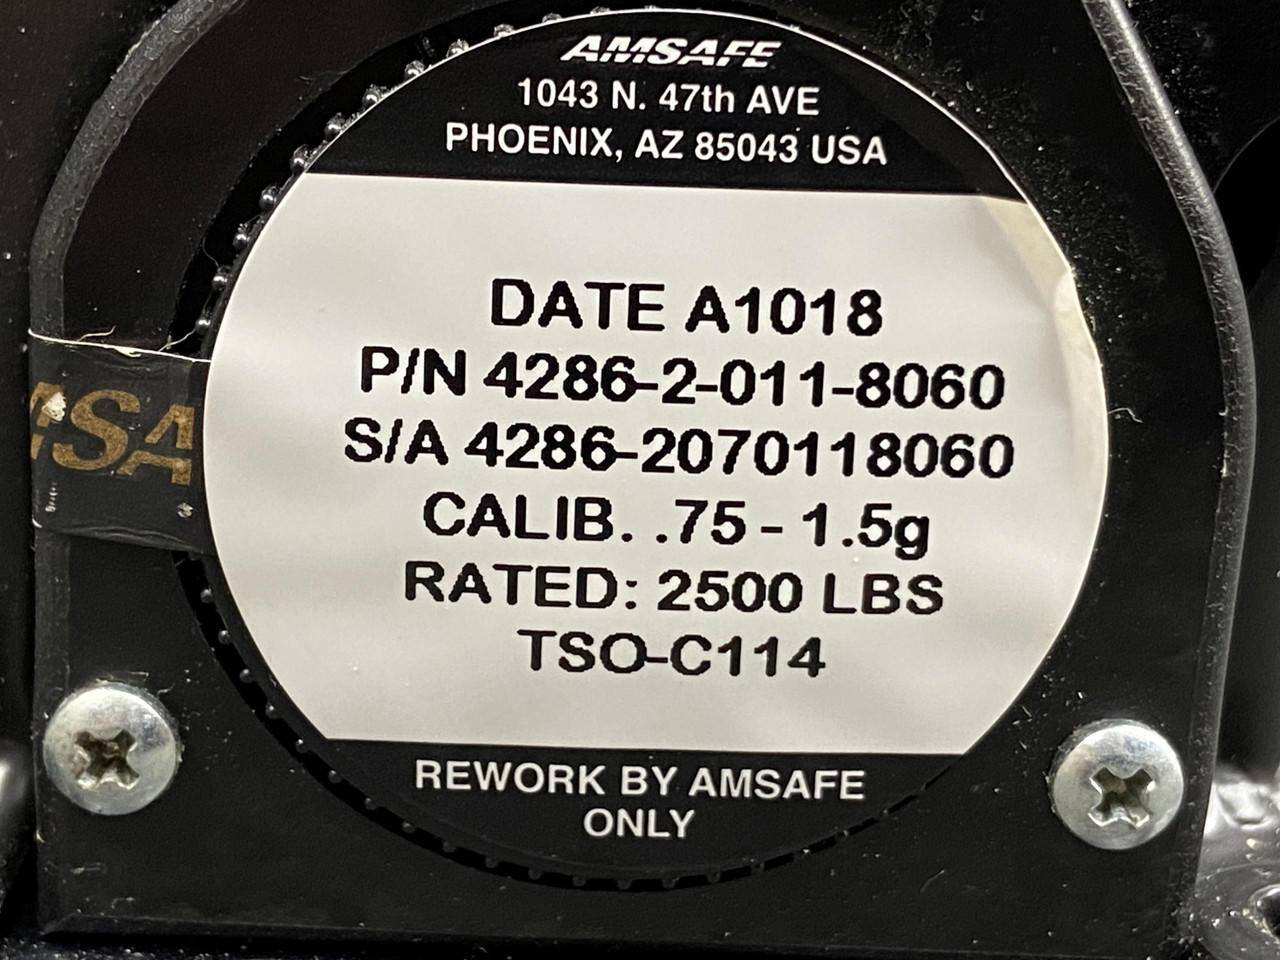 AMSAFE
1043 N. 47th AVE
PHOENIX, AZ 85043 USA
DATE A1018
P/N 4286-2-011-8060
S/A 4286-2070118060
CALIB. .75 - 1.5g
RATED: 2500 LBS
TSO-C114
REWORK BY AMSAFE
ONLY
MSA